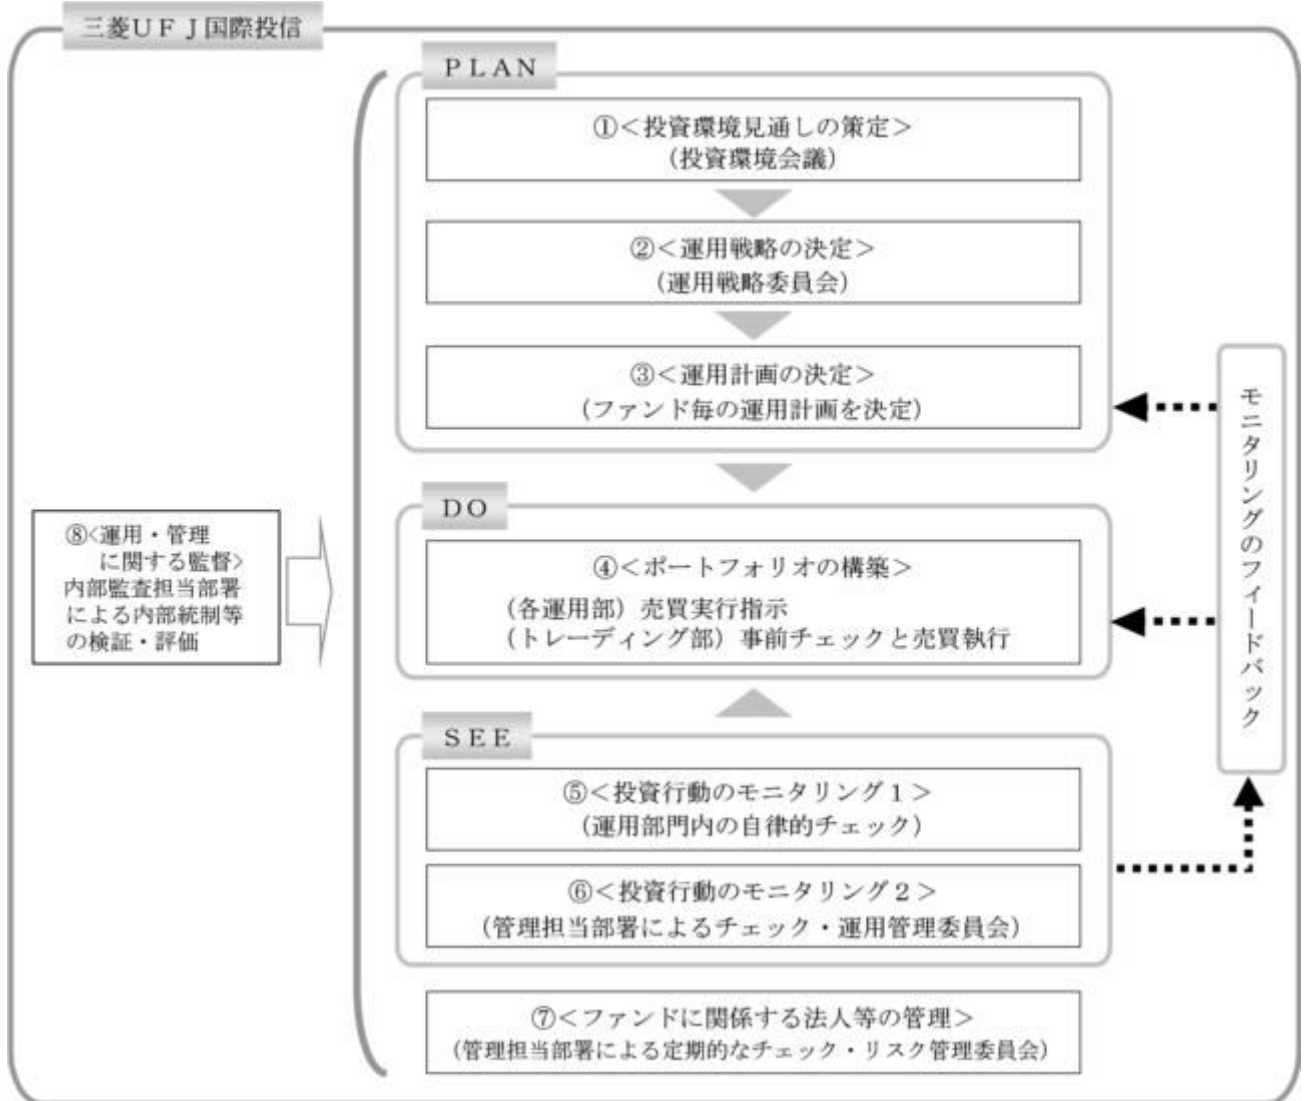 三菱ＵＦＪ国際投信
ＰＬＡＮ
①＜投資環境見通しの策定＞
（投資環境会議）
②＜運用戦略の決定＞
（運用戦略委員会）
③＜運用計画の決定＞
（ファンド毎の運用計画を決定）
ＤＯ
④＜ポートフォリオの構築＞
（各運用部）売買実行指示
（トレーディング部）事前チェックと売買執行
ＳＥＥ
⑤＜投資行動のモニタリング１＞
（運用部門内の自律的チェック）
⑥＜投資行動のモニタリング２＞
（管理担当部署によるチェック・運用管理委員会）
⑦＜ファンドに関係する法人等の管理＞
（管理担当部署による定期的なチェック・リスク管理委員会）
⑧<運用・管理
に関する監督>
内部監査担当部署
による内部統制等
の検証・評価
モニタリングのフィードバック